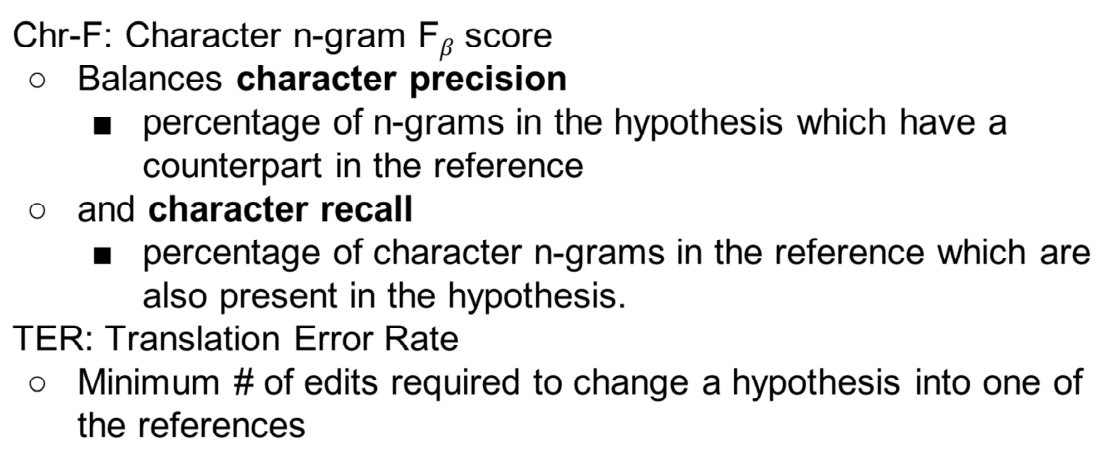 Chr-F: Character n-gram Fβ score
○ Balances character precision
■ percentage of n-grams in the hypothesis which have a
counterpart in the reference
○ and character recall
■ percentage of character n-grams in the reference which are
also present in the hypothesis.
TER: Translation Error Rate
○ Minimum # of edits required to change a hypothesis into one of
the references